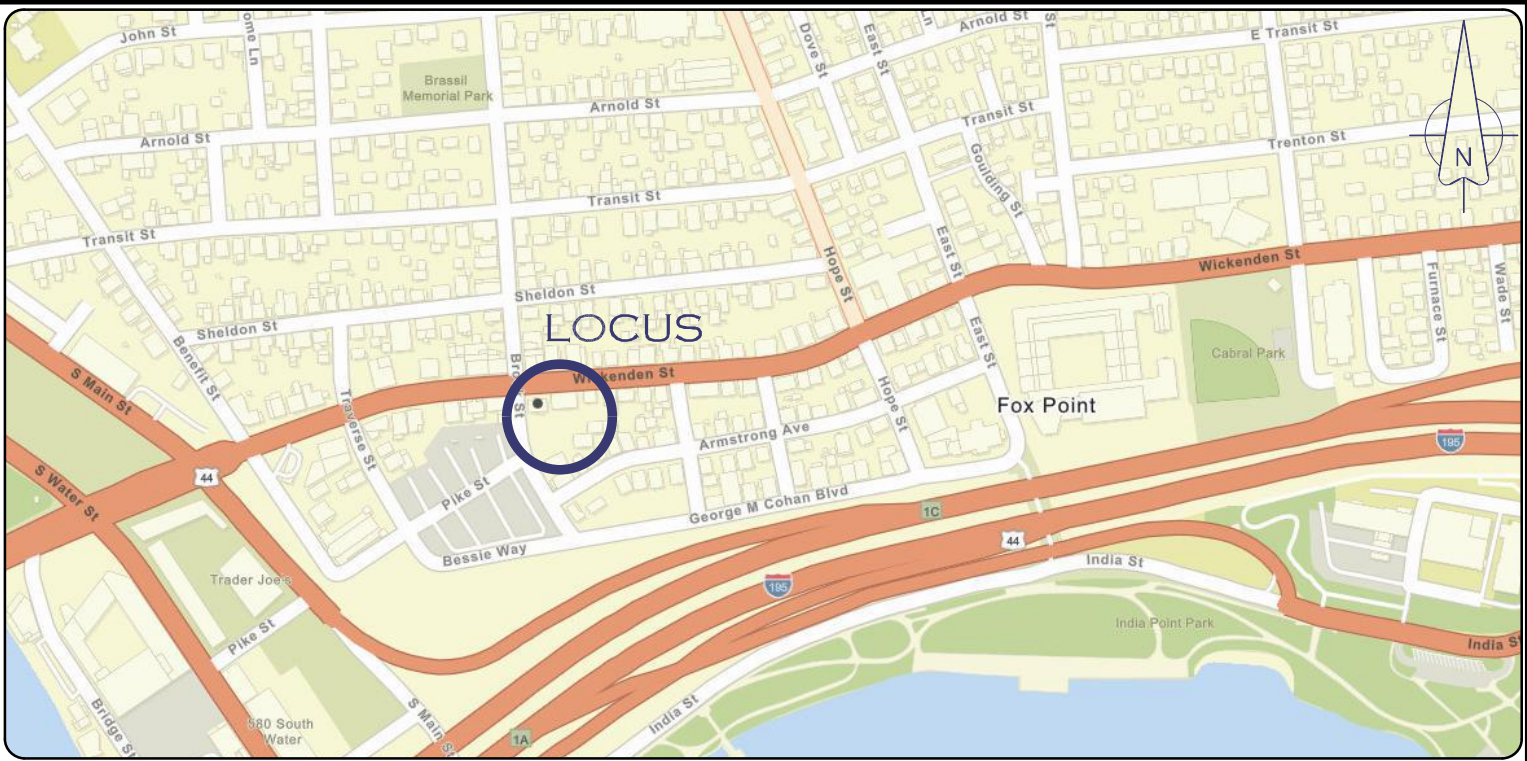 John St
ome Ln
Dove St
East St
Ln
Arnold St
St
E Transit St
Brassil
Memorial Park
Arnold St
Arnold St
Transit St
Trenton St
N
Goulding St
Transit St
Transit St
Hope St
East St
Wickenden St
Furnace St
Wade St
Sheldon St
Sheldon St
LOCUS
Benefit St
S Main St
Wickenden St
East St
Cabral Park
Traverse St
Hope St
Fox Point
Armstrong Ave
195
44
S Water St
Pike St
George M Cohan Blvd
1C
44
Bessie Way
India St
Trader Joe's
195
India Point Park
Pike St
India S
Bridge St
S Main St
India St
580 South
Water
1A